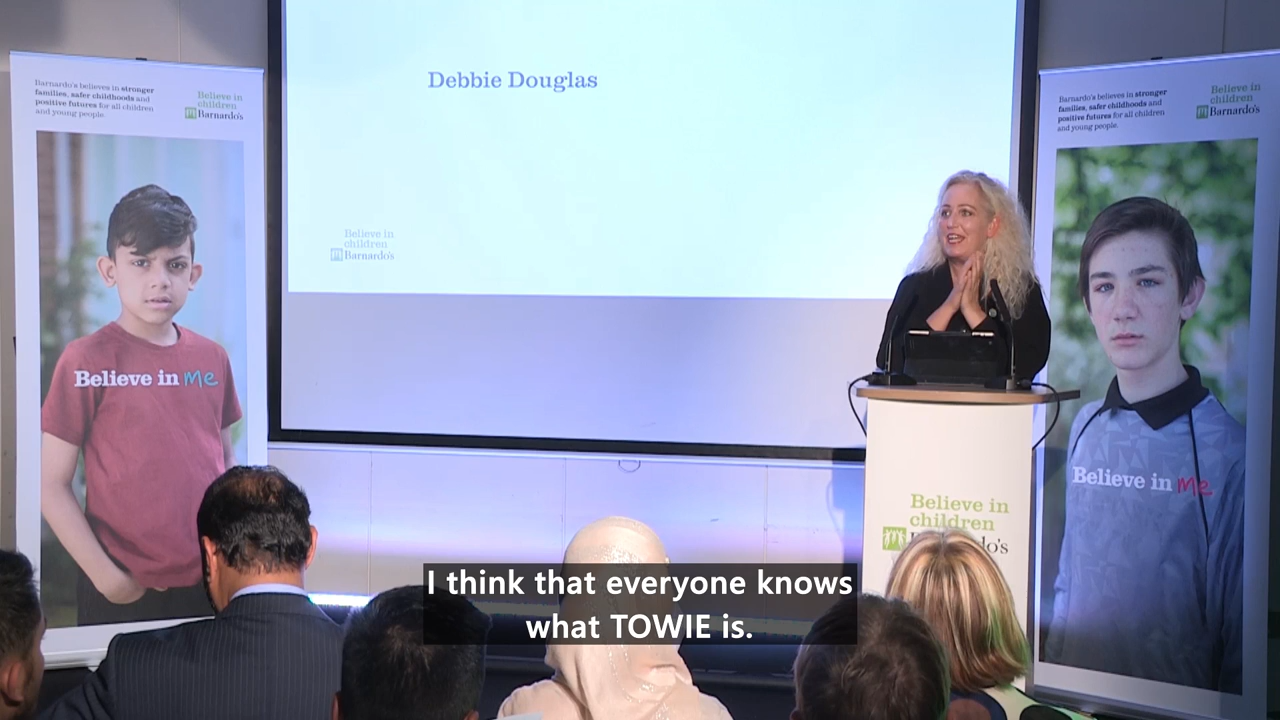 Barnardo's believes in stronger
families, safer childhoods and
positive futures for all children
and young people.
Believe in
children
Barnardo's
Believe in me
Debbie Douglas
Believe in
children
Barnardo's
Barnardo's believes in stronger
families, safer childhoods and
positive futures for all children
and young people.
Believe in
children
Barnardo's
Believe in me
Believe in
children
I think that everyone knows
what TOWIE is.